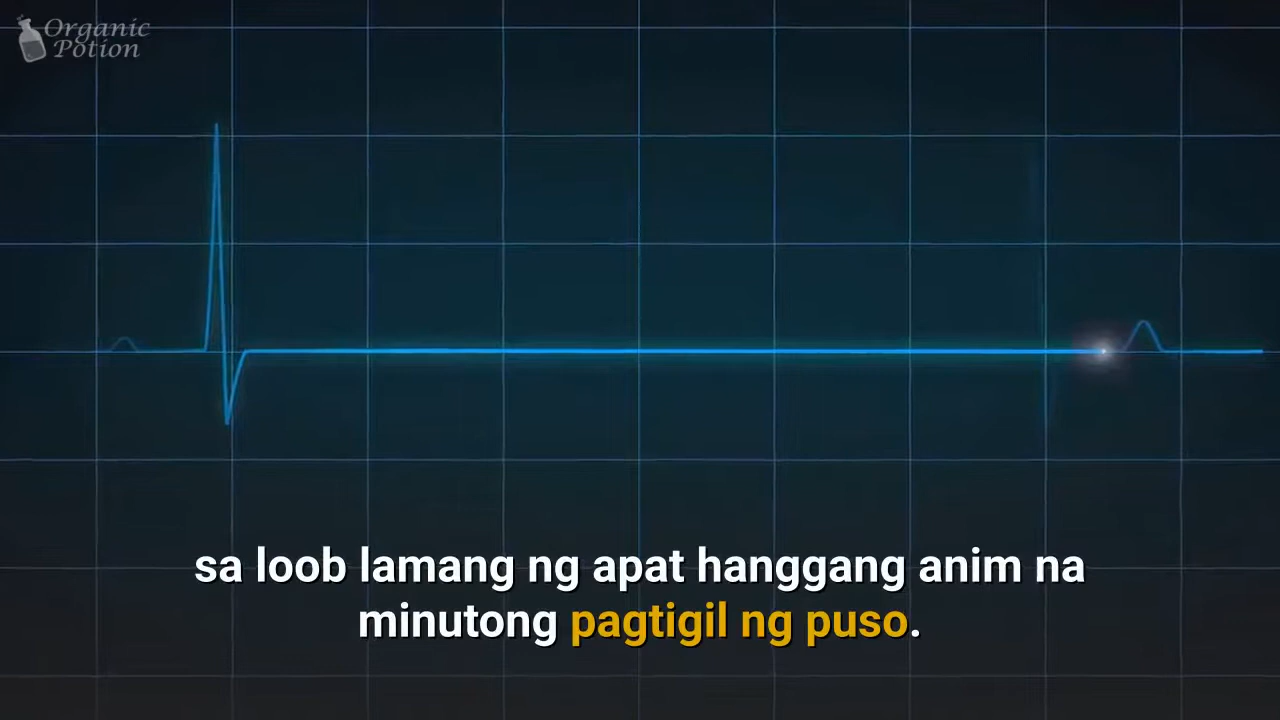 Organic
Potion
sa loob lamang ng apat hanggang anim na
minutong pagtigil ng puso.